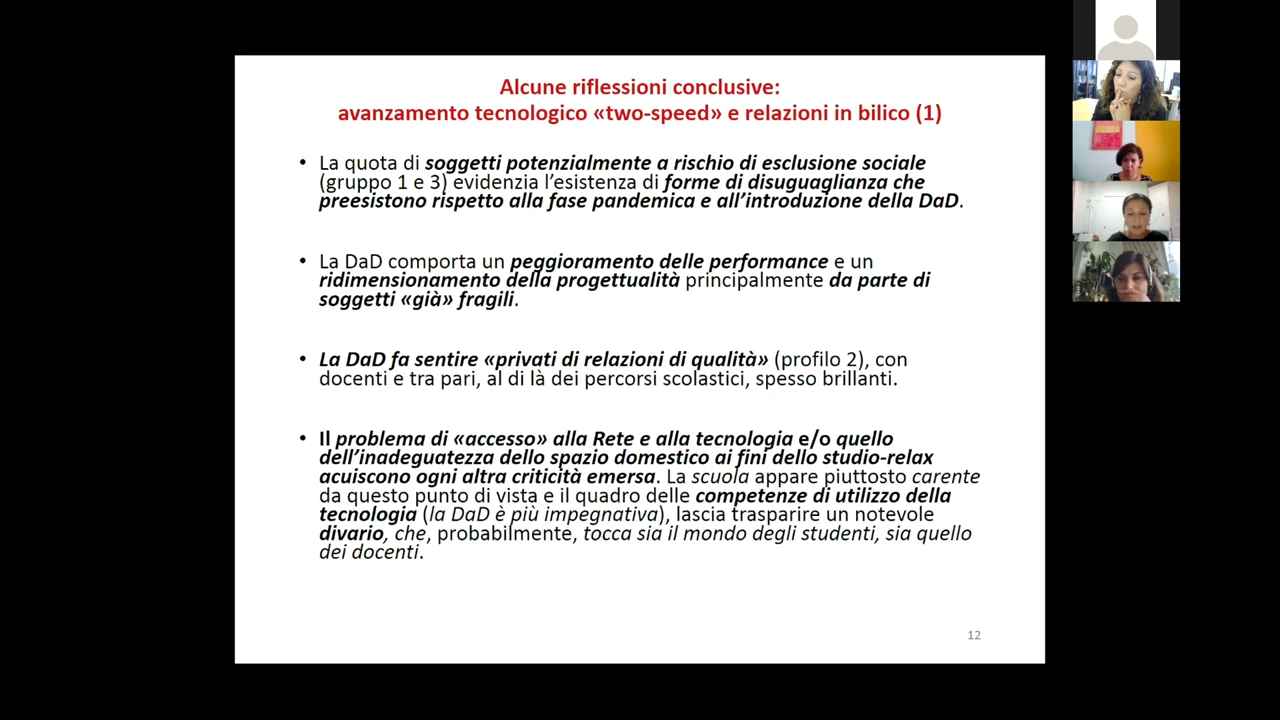 Alcune riflessioni conclusive:
avanzamento tecnologico «two-speed» e relazioni in bilico (1)
• La quota di soggetti potenzialmente a rischio di esclusione sociale
(gruppo 1 e 3) evidenzia l'esistenza di forme di disuguaglianza che
preesistono rispetto alla fase pandemica e all'introduzione della DaD.
• La DaD comporta un peggioramento delle performance e un
ridimensionamento della progettualità principalmente da parte di
soggetti «già» fragili.
• La DaD fa sentire «privati di relazioni di qualità» (profilo 2), con
docenti e tra pari, al di là dei percorsi scolastici, spesso brillanti.
• Il problema di «accesso» alla Rete e alla tecnologia e/o quello
dell'inadeguatezza dello spazio domestico ai fini dello studio-relax
acuiscono ogni altra criticità emersa. La scuola appare piuttosto carente
da questo punto di vista e il quadro delle competenze di utilizzo della
tecnologia (la DaD è più impegnativa), lascia trasparire un notevole
divario, che, probabilmente, tocca sia il mondo degli studenti, sia quello
dei docenti.
12